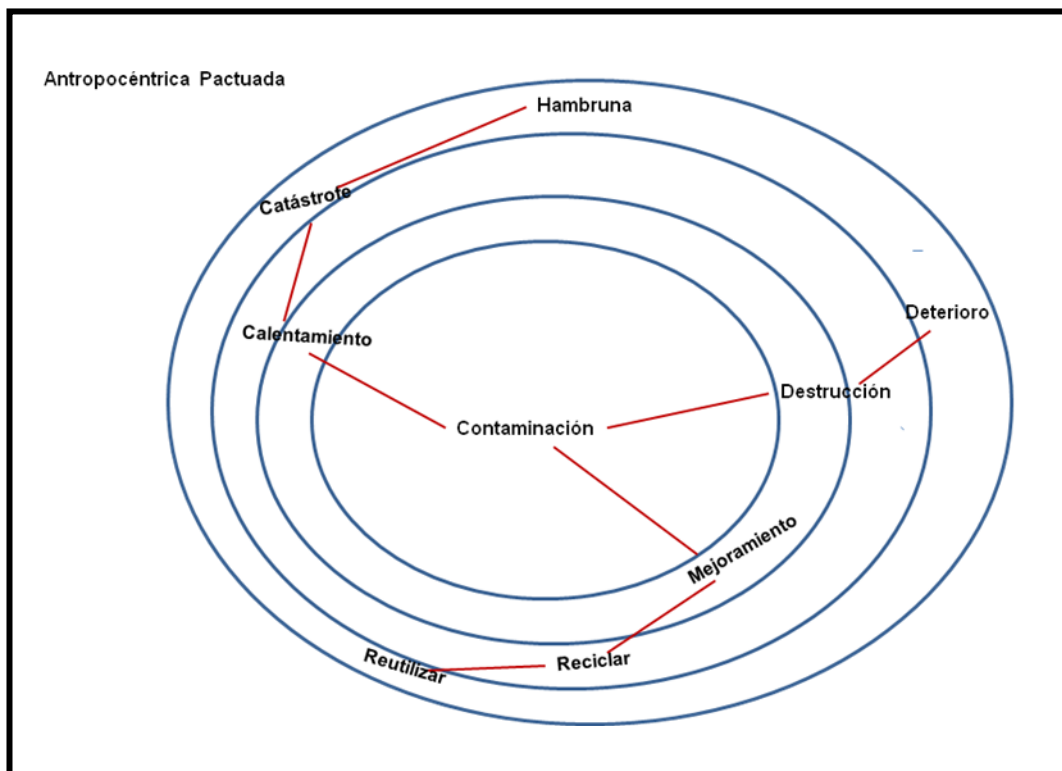 Antropocéntrica Pactuada
Hambruna
Catástrofe
Deterioro
Calentamiento
Destrucción
Contaminación
Mejoramiento
Reciclar
Reutilizar